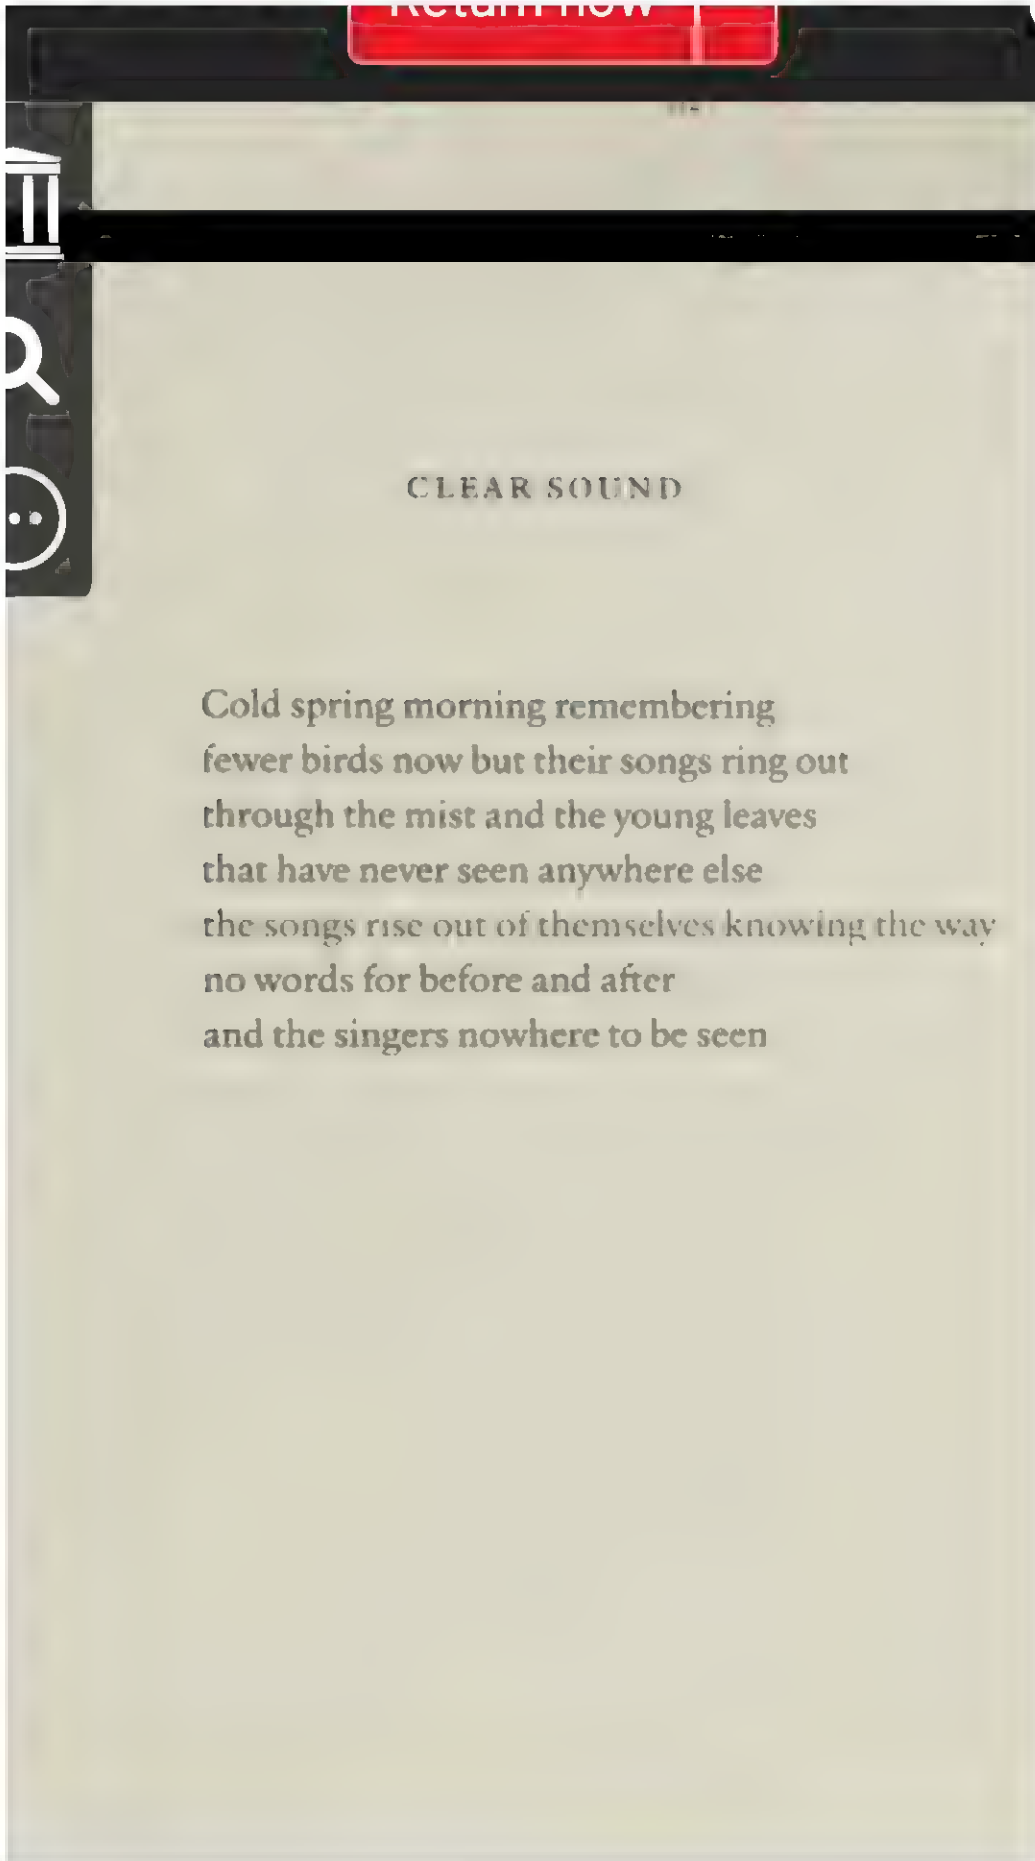 Return now
CLEAR SOUND
Cold spring morning remembering
fewer birds now but their songs ring out
through the mist and the young leaves
that have never seen anywhere else
the songs rise out of themselves knowing the way
no words for before and after
and the singers nowhere to be seen